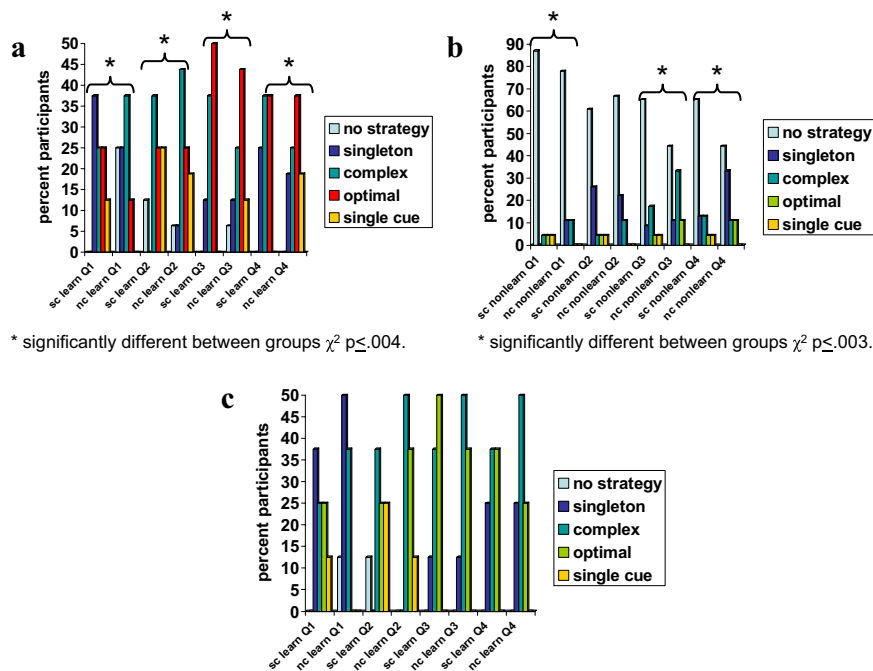 a
*
*
*
*
percent participants
50
45
40
35
30
25
20
15
10
5
0
sc learn Q1
nc learn Q1
sc learn Q2
nc learn Q2
sc learn Q3
nc learn Q3
sc learn Q4
nc learn Q4
no strategy
singleton
complex
optimal
single cue
* significantly different between groups χ² p≤.004.
b
*
*
*
percent participants
90
80
70
60
50
40
30
20
10
0
sc nonlearn Q1
nc nonlearn Q1
sc nonlearn Q2
nc nonlearn Q2
sc nonlearn Q3
nc nonlearn Q3
sc nonlearn Q4
nc nonlearn Q4
no strategy
singleton
complex
optimal
single cue
* significantly different between groups χ² p≤.003.
c
percent participants
50
45
40
35
30
25
20
15
10
5
0
sc learn Q1
nc learn Q1
sc learn Q2
nc learn Q2
sc learn Q3
nc learn Q3
sc learn Q4
nc learn Q4
no strategy
singleton
complex
optimal
single cue